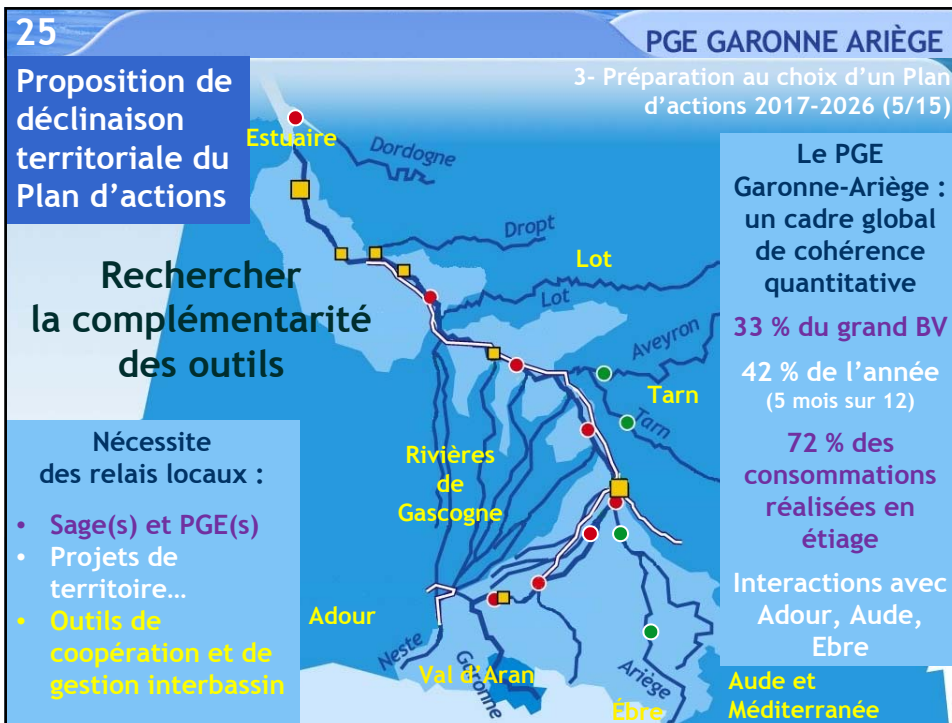 25
PGE GARONNE ARIÈGE
3- Préparation au choix d'un Plan
d'actions 2017-2026 (5/15)
Proposition de
déclinaison
territoriale du
Plan d'actions
Rechercher
la complémentarité
des outils
Nécessite
des relais locaux :
• Sage(s) et PGE(s)
• Projets de
territoire…
• Outils de
coopération et de
gestion interbassin
Estuaire
Dordogne
Dropt
Lot
Lot
Aveyron
Tarn
Tarn
Rivières
de
Gascogne
Adour
Neste
Val d'Aran
Garonne
Ariège
Èbre
Aude et
Méditerranée
Le PGE
Garonne-Ariège :
un cadre global
de cohérence
quantitative
33 % du grand BV
42 % de l'année
(5 mois sur 12)
72 % des
consommations
réalisées en
étiage
Interactions avec
Adour, Aude,
Ebre